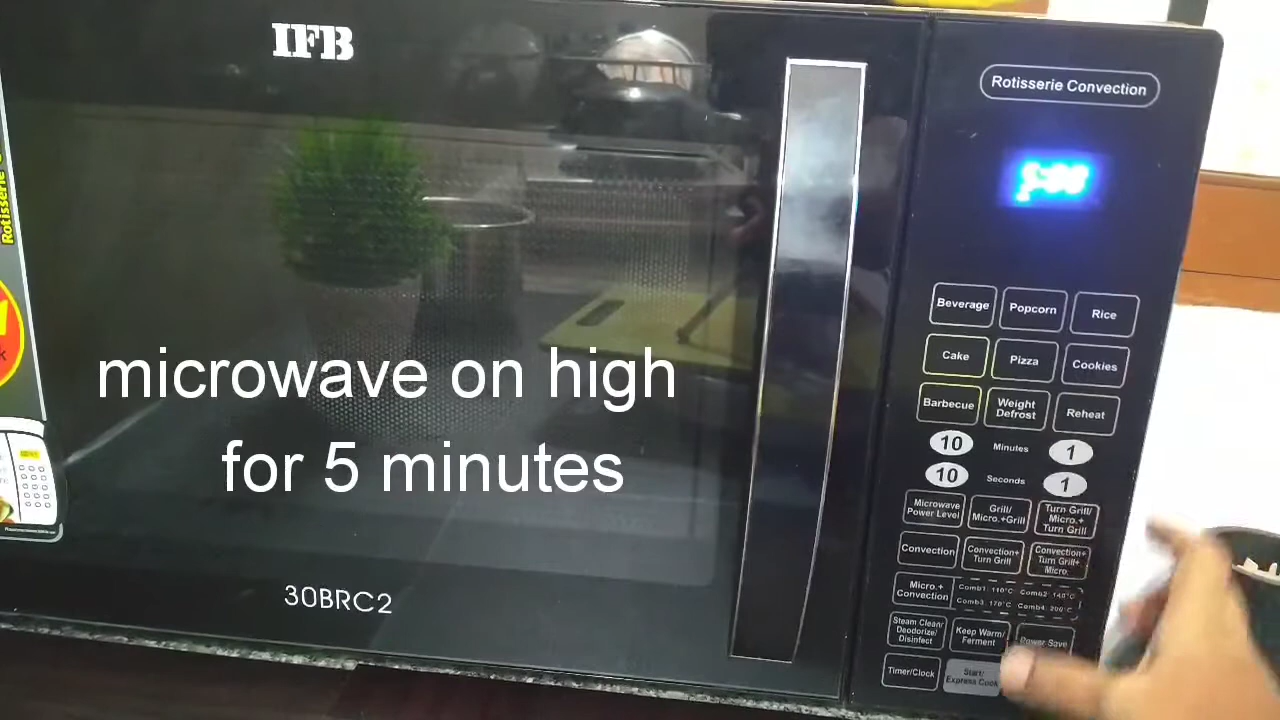 IFB
Rotisserie Convection
5:00
Beverage Popcorn Rice
Cake Pizza Cookies
Barbecue Weight Defrost Reheat
10 Minutes 1
10 Seconds 1
Microwave Power Level
Grill/ Micro.+Grill
Turn Grill/ Micro.+ Turn Grill
Convection
Convection+ Turn Grill
Convection+ Turn Grill+ Micro.
Micro.+ Convection
Comb1: 110°C Comb2: 140°C
Comb3: 170°C Comb4: 200°C
Steam Clean/ Deodorize/ Disinfect
Keep Warm/ Ferment
Power Save
Timer/Clock
Start/ Express Cook
microwave on high
for 5 minutes
30BRC2
Rotisserie